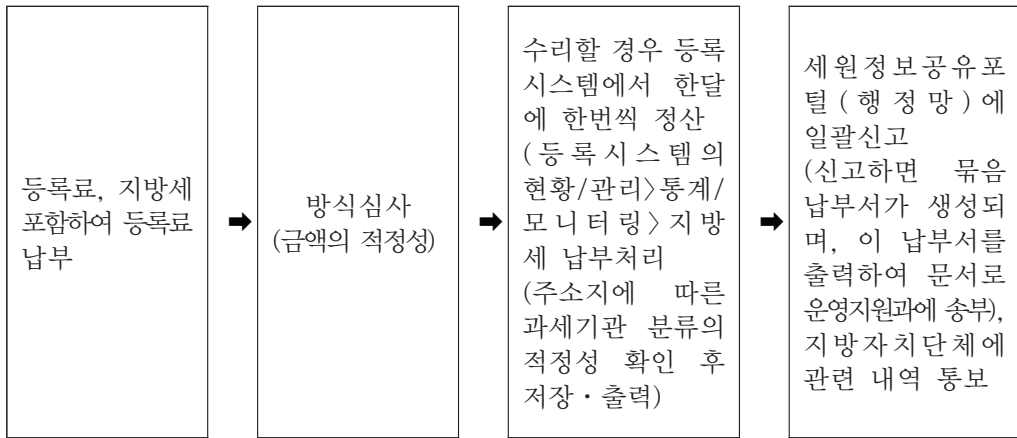 등록료, 지방세
포함하여 등록료
납부
➡
방식심사
(금액의 적정성)
➡
수리할 경우 등록
시스템에서 한달
에 한번씩 정산
(등록시스템의
현황/관리〉통계/
모니터링〉지방
세 납부처리
(주소지에 따른
과세기관 분류의
적정성 확인 후
저장・출력)
➡
세원정보공유포
털(행정망)에
일괄신고
(신고하면 묶음
납부서가 생성되
며, 이 납부서를
출력하여 문서로
운영지원과에 송부),
지방자치단체에
관련 내역 통보